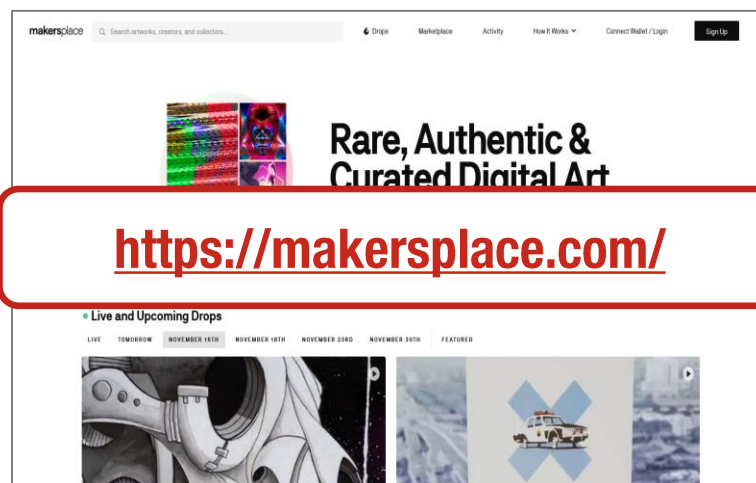 makersplace Search artworks, creators, and collectors... Drops Marketplace Activity How It Works Connect Wallet / Login Sign Up
Rare, Authentic &
Curated Digital Art
https://makersplace.com/
Live and Upcoming Drops
LIVE TOMORROW NOVEMBER 16TH NOVEMBER 18TH NOVEMBER 23RD NOVEMBER 30TH FEATURED